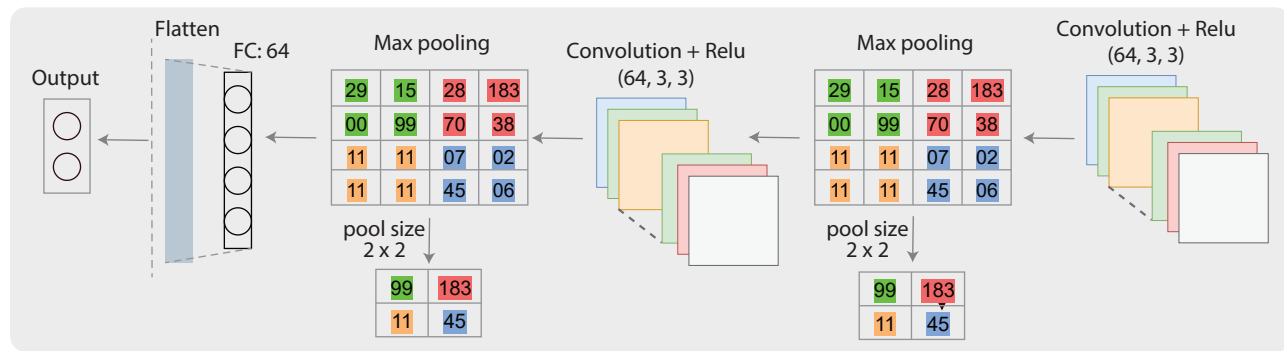 Output
Flatten
FC: 64
Max pooling
29 15 28 183
00 99 70 38
11 11 07 02
11 11 45 06
pool size
2 x 2
99 183
11 45
Convolution + Relu
(64, 3, 3)
Max pooling
29 15 28 183
00 99 70 38
11 11 07 02
11 11 45 06
pool size
2 x 2
99 183
11 45
Convolution + Relu
(64, 3, 3)